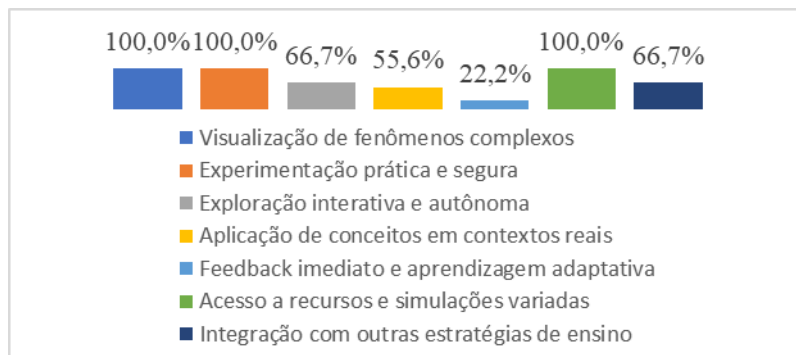 100,0% 100,0% 66,7% 55,6% 22,2% 100,0% 66,7%
Visualização de fenômenos complexos
Experimentação prática e segura
Exploração interativa e autônoma
Aplicação de conceitos em contextos reais
Feedback imediato e aprendizagem adaptativa
Acesso a recursos e simulações variadas
Integração com outras estratégias de ensino